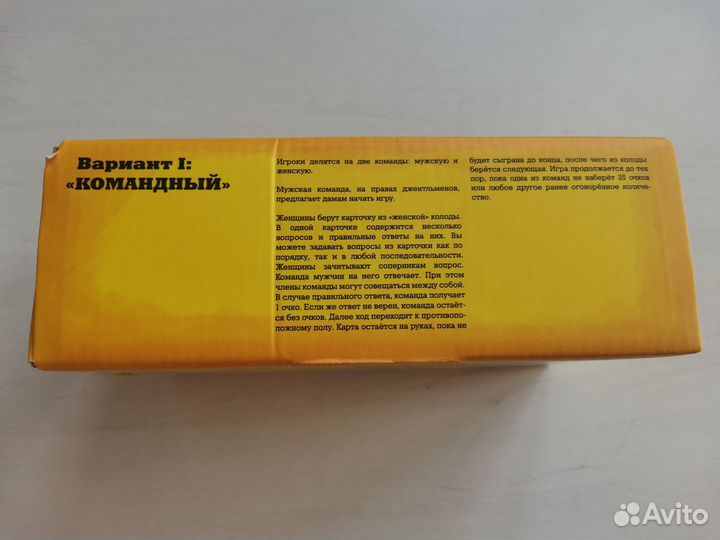 Вариант I:
«КОМАНДНЫЙ»
Игроки делятся на две команды: мужскую и
женскую.
Мужская команда, на правах джентльменов,
предлагает дамам начать игру.
Женщины берут карточку из «женской» колоды.
В одной карточке содержится несколько
вопросов и правильные ответы на них. Вы
можете задавать вопросы из карточки как по
порядку, так и в любой последовательности.
Женщины зачитывают соперникам вопрос.
Команда мужчин на него отвечает. При этом
члены команды могут совещаться между собой.
В случае правильного ответа, команда получает
1 очко. Если же ответ не верен, команда остаёт-
ся без очков. Далее ход переходит к противопо-
ложному полу. Карта остаётся на руках, пока не
будет сыграна до конца, после чего из колоды
берётся следующая. Игра продолжается до тех
пор, пока одна из команд не наберёт 25 очков
или любое другое ранее оговорённое количе-
ство.
Avito